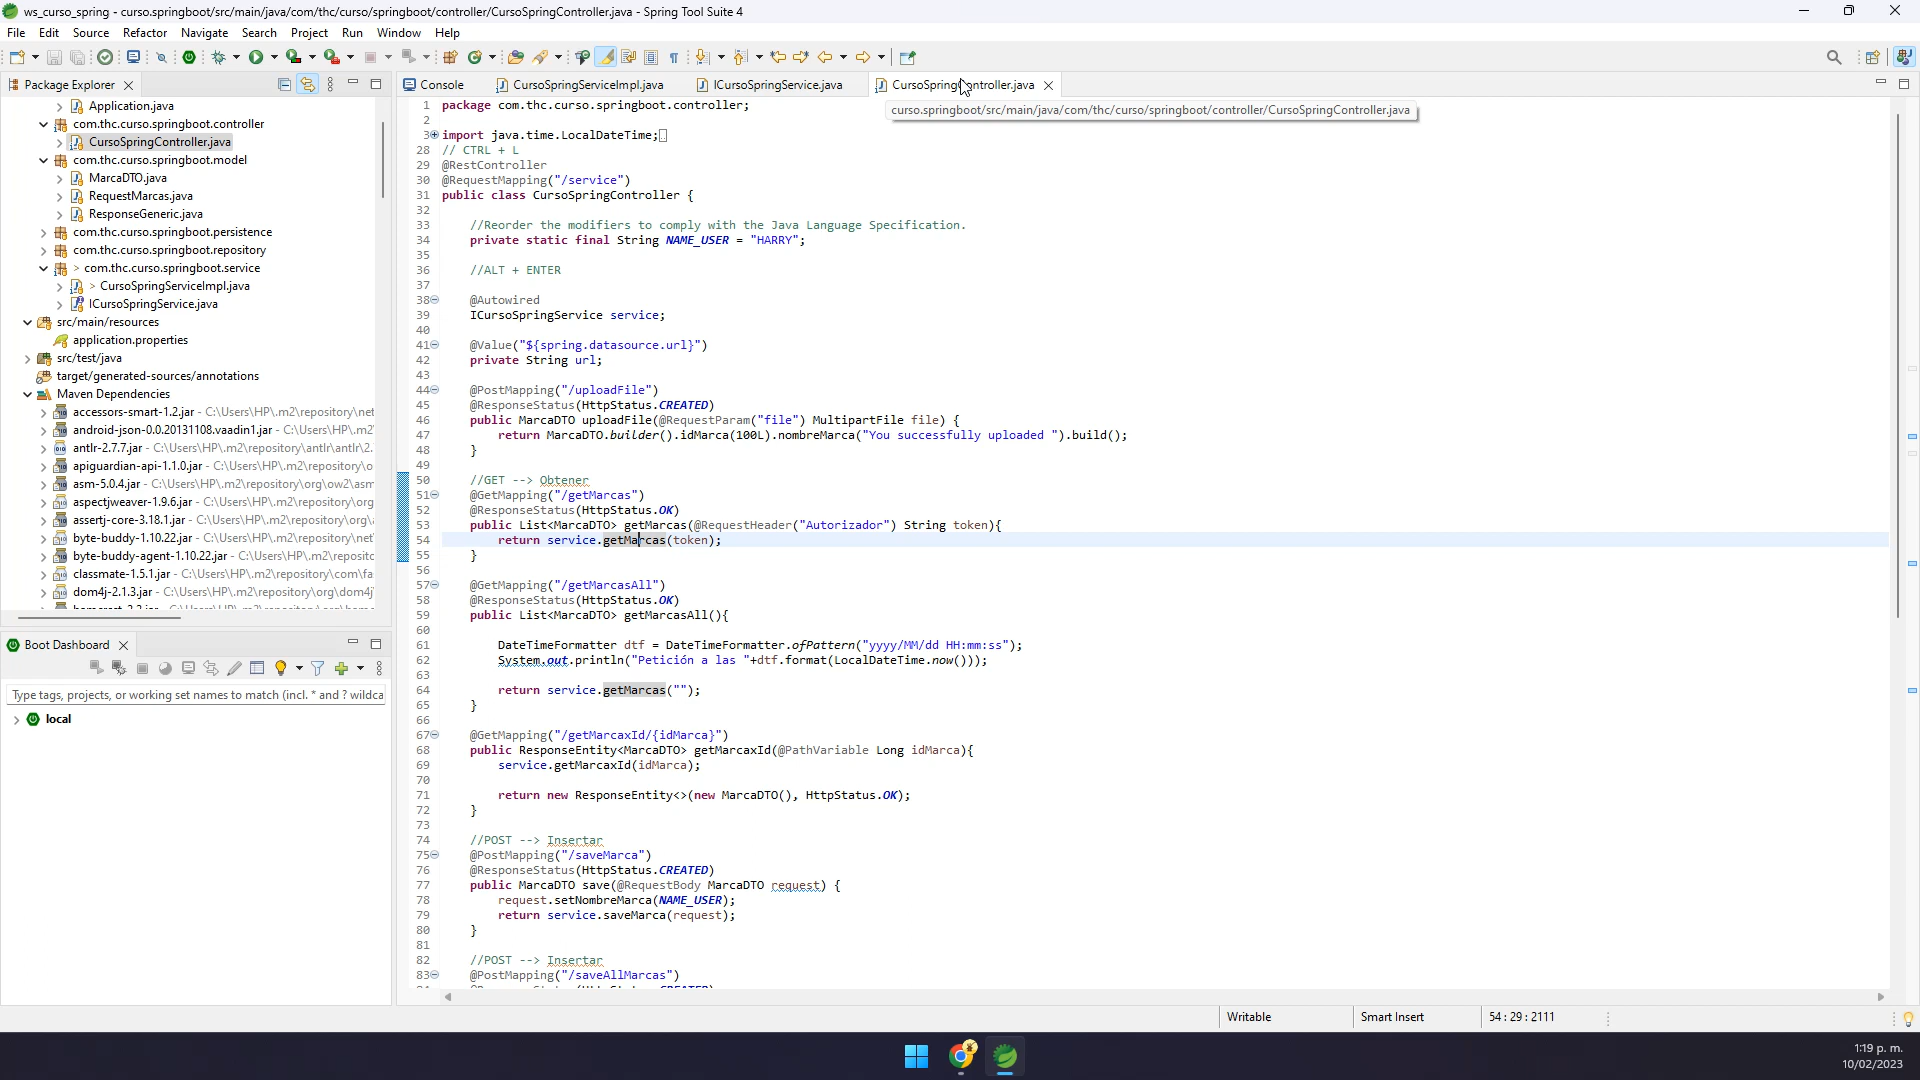 ws_curso_spring - curso.springboot/src/main/java/com/thc/curso/springboot/controller/CursoSpringController.java - Spring Tool Suite 4
File Edit Source Refactor Navigate Search Project Run Window Help
Package Explorer
Console CursoSpringServiceImpl.java ICursoSpringService.java CursoSpringController.java
curso.springboot/src/main/java/com/thc/curso/springboot/controller/CursoSpringController.java
Application.java
com.thc.curso.springboot.controller
CursoSpringController.java
com.thc.curso.springboot.model
MarcaDTO.java
RequestMarcas.java
ResponseGeneric.java
com.thc.curso.springboot.persistence
com.thc.curso.springboot.repository
> com.thc.curso.springboot.service
> CursoSpringServiceImpl.java
ICursoSpringService.java
src/main/resources
application.properties
src/test/java
target/generated-sources/annotations
Maven Dependencies
accessors-smart-1.2.jar - C:\Users\HP\.m2\repository\net
android-json-0.0.20131108.vaadin1.jar - C:\Users\HP\.m2\
antlr-2.7.7.jar - C:\Users\HP\.m2\repository\antlr\antlr\2.
apiguardian-api-1.1.0.jar - C:\Users\HP\.m2\repository\o
asm-5.0.4.jar - C:\Users\HP\.m2\repository\org\ow2\asm
aspectjweaver-1.9.6.jar - C:\Users\HP\.m2\repository\org
assertj-core-3.18.1.jar - C:\Users\HP\.m2\repository\org\
byte-buddy-1.10.22.jar - C:\Users\HP\.m2\repository\net\
byte-buddy-agent-1.10.22.jar - C:\Users\HP\.m2\reposito
classmate-1.5.1.jar - C:\Users\HP\.m2\repository\com\fa
dom4j-2.1.3.jar - C:\Users\HP\.m2\repository\org\dom4j
Boot Dashboard
Type tags, projects, or working set names to match (incl. * and ? wildca
local
1 package com.thc.curso.springboot.controller;
2
3 import java.time.LocalDateTime;
28 // CTRL + L
29 @RestController
30 @RequestMapping("/service")
31 public class CursoSpringController {
32
33 //Reorder the modifiers to comply with the Java Language Specification.
34 private static final String NAME_USER = "HARRY";
35
36 //ALT + ENTER
37
38 @Autowired
39 ICursoSpringService service;
40
41 @Value("${spring.datasource.url}")
42 private String url;
43
44 @PostMapping("/uploadFile")
45 @ResponseStatus(HttpStatus.CREATED)
46 public MarcaDTO uploadFile(@RequestParam("file") MultipartFile file) {
47 return MarcaDTO.builder().idMarca(100L).nombreMarca("You successfully uploaded ").build();
48 }
49
50 //GET --> Obtener
51 @GetMapping("/getMarcas")
52 @ResponseStatus(HttpStatus.OK)
53 public List<MarcaDTO> getMarcas(@RequestHeader("Autorizador") String token){
54 return service.getMarcas(token);
55 }
56
57 @GetMapping("/getMarcasAll")
58 @ResponseStatus(HttpStatus.OK)
59 public List<MarcaDTO> getMarcasAll(){
60
61 DateTimeFormatter dtf = DateTimeFormatter.ofPattern("yyyy/MM/dd HH:mm:ss");
62 System.out.println("Petición a las "+dtf.format(LocalDateTime.now()));
63
64 return service.getMarcas("");
65 }
66
67 @GetMapping("/getMarcaxId/{idMarca}")
68 public ResponseEntity<MarcaDTO> getMarcaxId(@PathVariable Long idMarca){
69 service.getMarcaxId(idMarca);
70
71 return new ResponseEntity<>(new MarcaDTO(), HttpStatus.OK);
72 }
73
74 //POST --> Insertar
75 @PostMapping("/saveMarca")
76 @ResponseStatus(HttpStatus.CREATED)
77 public MarcaDTO save(@RequestBody MarcaDTO request) {
78 request.setNombreMarca(NAME_USER);
79 return service.saveMarca(request);
80 }
81
82 //POST --> Insertar
83 @PostMapping("/saveAllMarcas")
Writable Smart Insert 54 : 29 : 2111
1:19 p. m.
10/02/2023